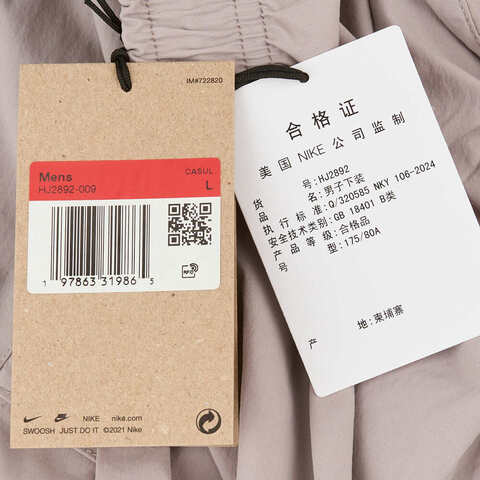 IM#722820
Mens
CASUL
HJ2892-009
L
1 97863 31986 5
RFID
NIKE nike.com
SWOOSH JUST DO IT ©2021 Nike
合格证
美国 NIKE 公司监制
货号: HJ2892
品名: 男子下装
执行标准: Q/320585 NKY 106-2024
安全技术类别: GB 18401 B类
产品等级: 合格品
号型: 175/80A
产地: 柬埔寨